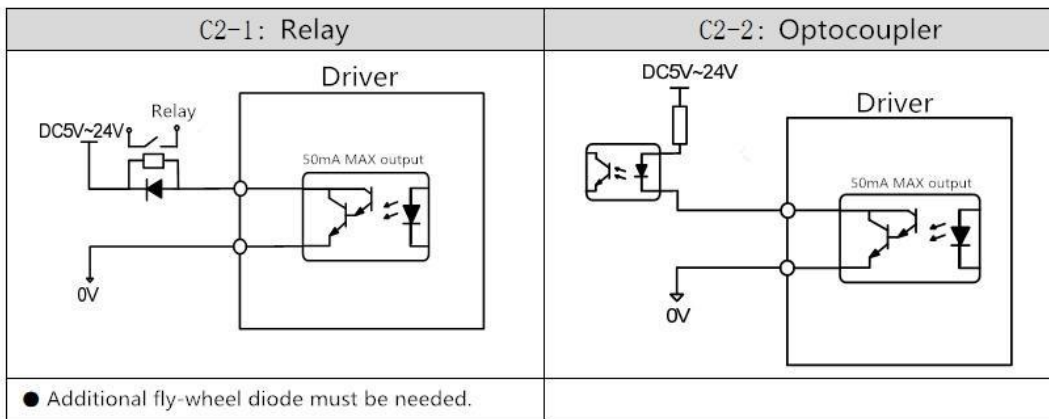 C2-1: Relay
C2-2: Optocoupler
Driver
Relay
DC5V~24V
50mA MAX output
0V
DC5V~24V
Driver
50mA MAX output
0V
● Additional fly-wheel diode must be needed.